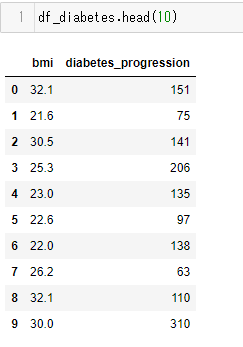 1 df_diabetes.head(10)
bmi diabetes_progression
0 32.1 151
1 21.6 75
2 30.5 141
3 25.3 206
4 23.0 135
5 22.6 97
6 22.0 138
7 26.2 63
8 32.1 110
9 30.0 310